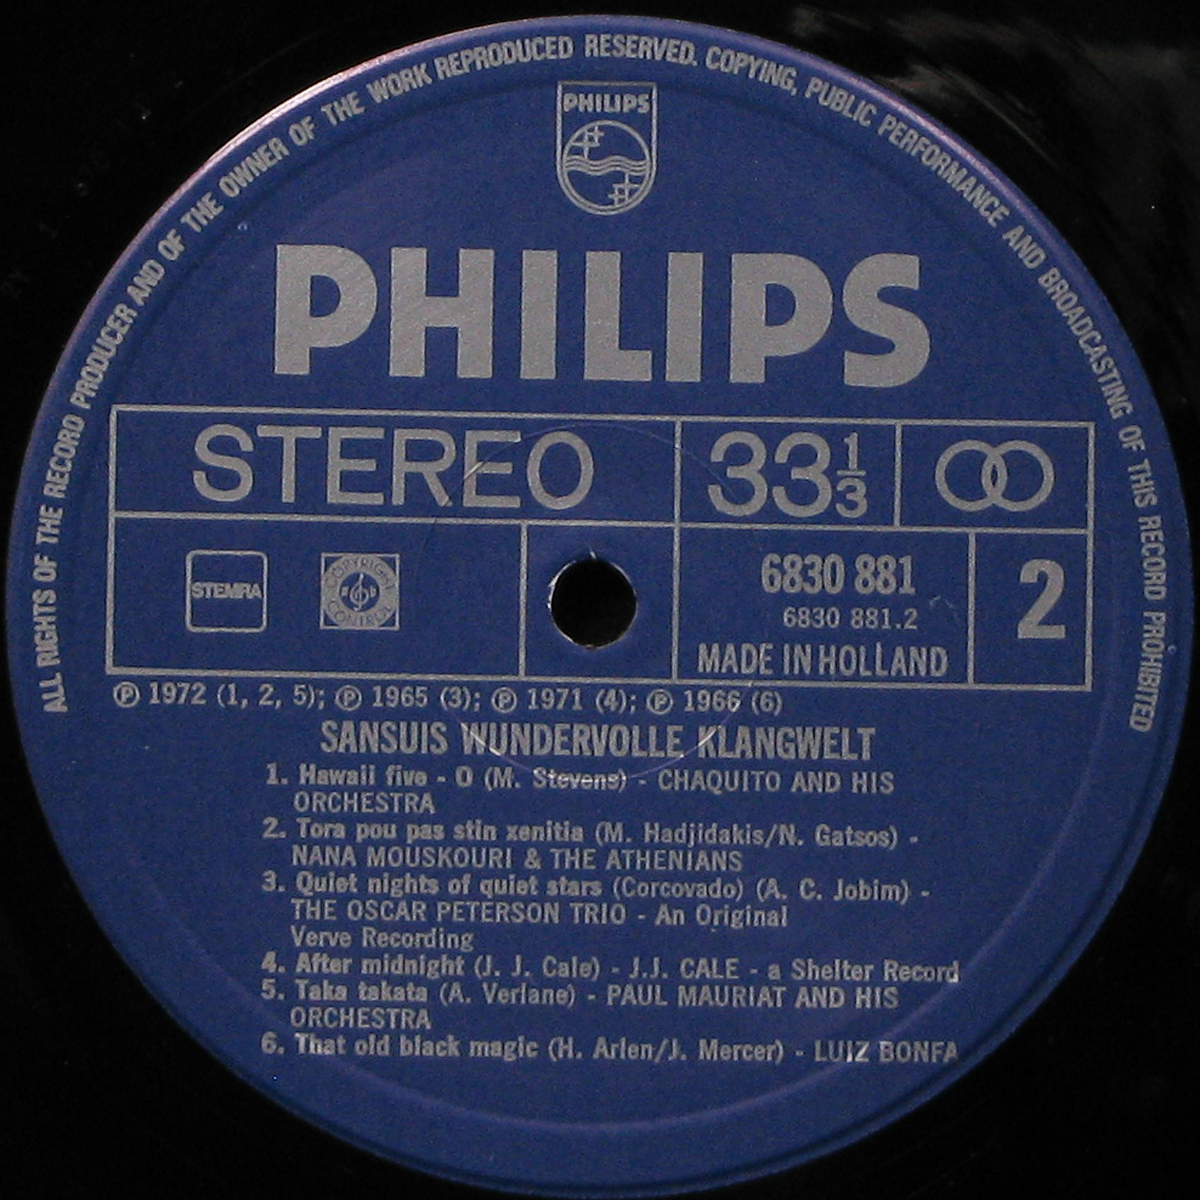 ALL RIGHTS OF THE RECORD PRODUCER AND OF THE OWNER OF THE WORK REPRODUCED RESERVED. COPYING, PUBLIC PERFORMANCE AND BROADCASTING OF THIS RECORD PROHIBITED
PHILIPS
PHILIPS
STEREO 33 1/3
STEMRA COPYRIGHT CONTROL 6830 881 2
6830 881.2
MADE IN HOLLAND
Ⓟ 1972 (1, 2, 5); Ⓟ 1965 (3); Ⓟ 1971 (4); Ⓟ 1966 (6)
SANSUIS WUNDERVOLLE KLANGWELT
1. Hawaii five - O (M. Stevens) - CHAQUITO AND HIS
ORCHESTRA
2. Tora pou pas stin xenitia (M. Hadjidakis/N. Gatsos) -
NANA MOUSKOURI & THE ATHENIANS
3. Quiet nights of quiet stars (Corcovado) (A. C. Jobim) -
THE OSCAR PETERSON TRIO - An Original
Verve Recording
4. After midnight (J. J. Cale) - J.J. CALE - a Shelter Record
5. Taka takata (A. Verlane) - PAUL MAURIAT AND HIS
ORCHESTRA
6. That old black magic (H. Arlen/J. Mercer) - LUIZ BONFA